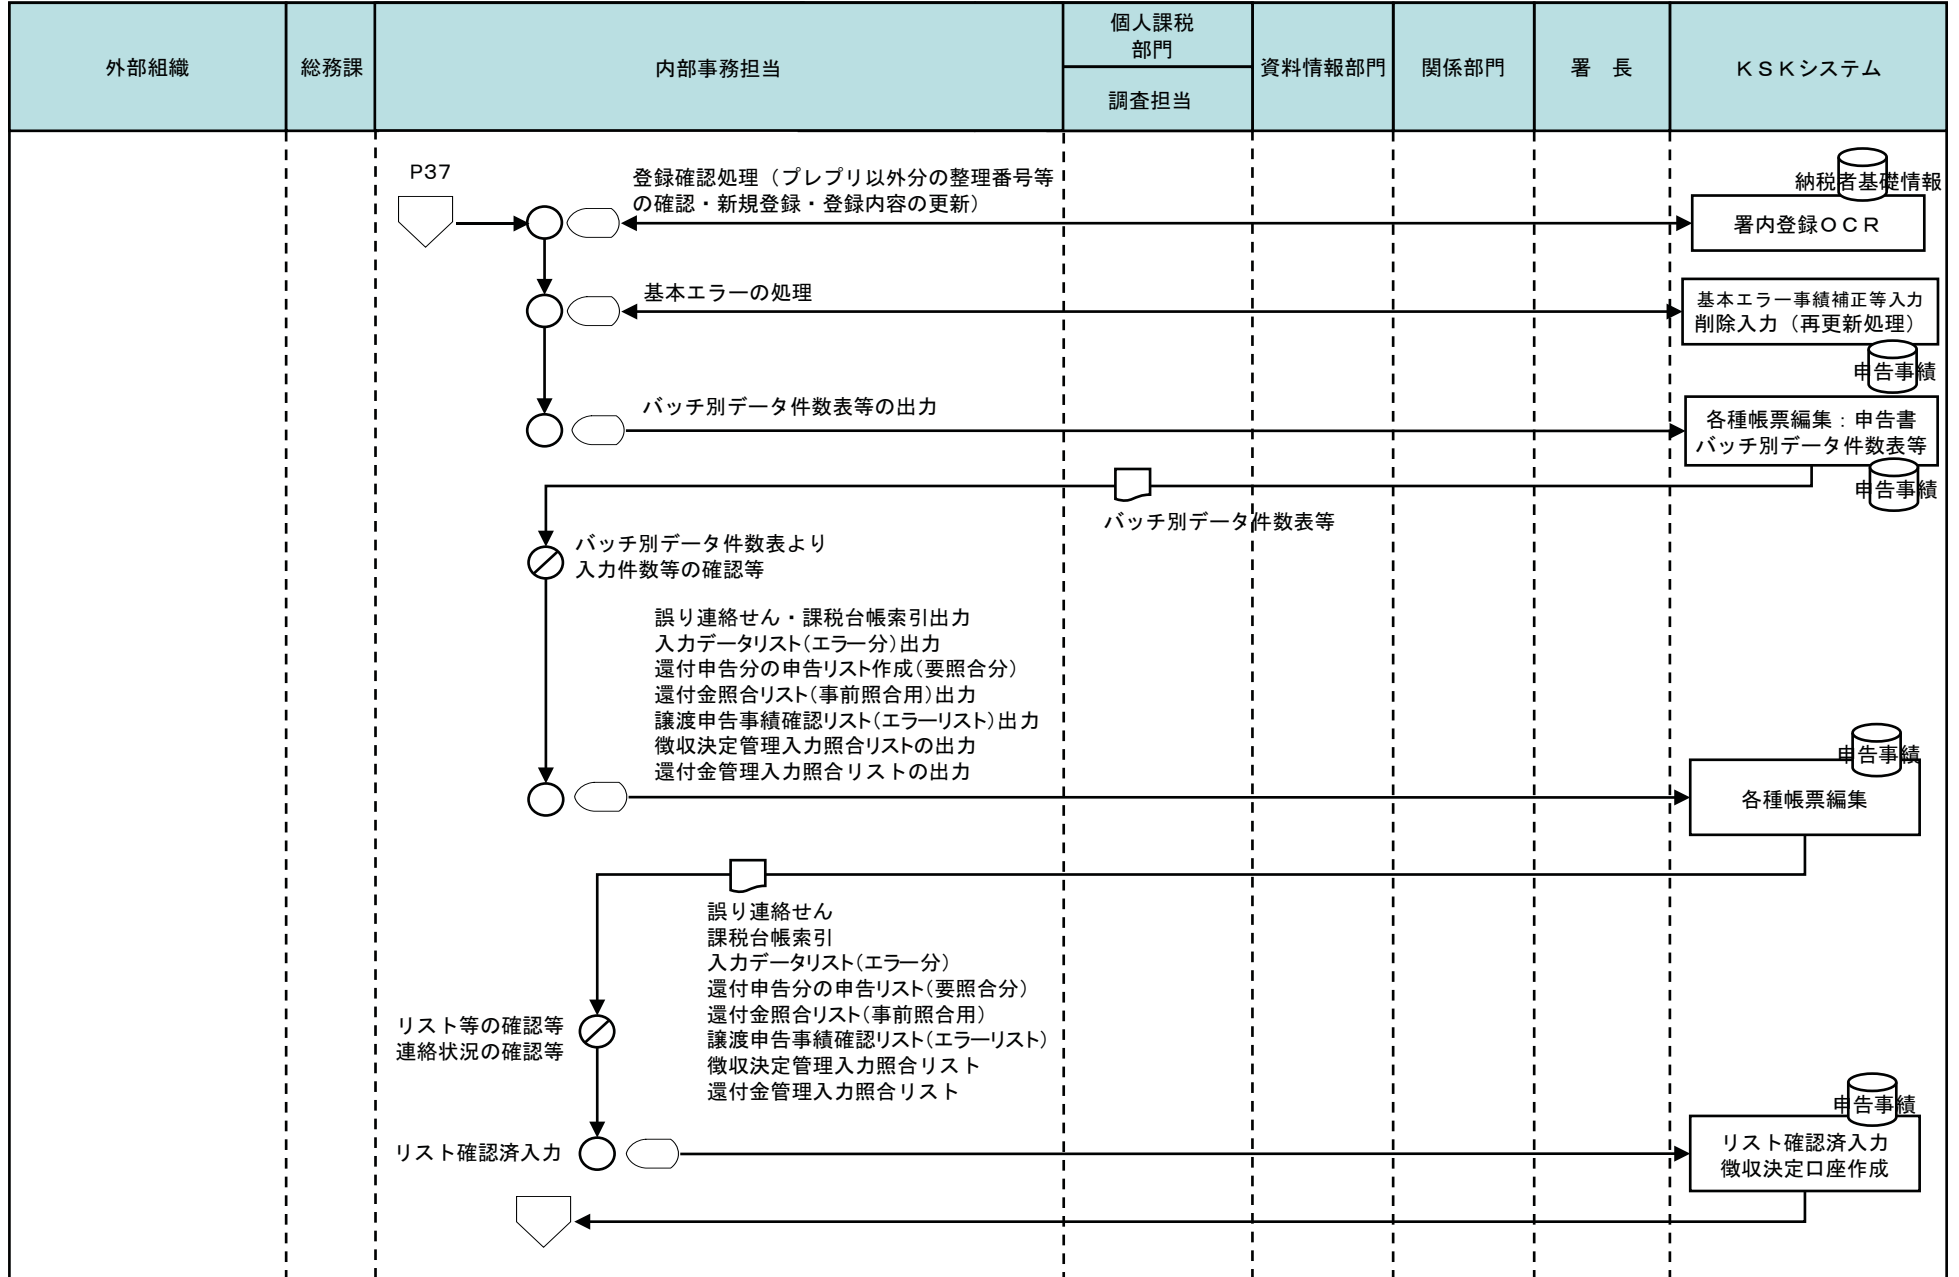 外部組織
総務課
内部事務担当
個人課税
部門
調査担当
資料情報部門
関係部門
署　長
ＫＳＫシステム
P37
登録確認処理（プレプリ以外分の整理番号等
の確認・新規登録・登録内容の更新）
納税者基礎情報
署内登録ＯＣＲ
基本エラーの処理
基本エラー事績補正等入力
削除入力（再更新処理）
申告事績
バッチ別データ件数表等の出力
各種帳票編集：申告書
バッチ別データ件数表等
申告事績
バッチ別データ件数表等
バッチ別データ件数表より
入力件数等の確認等
誤り連絡せん・課税台帳索引出力
入力データリスト(エラー分)出力
還付申告分の申告リスト作成(要照合分)
還付金照合リスト(事前照合用)出力
譲渡申告事績確認リスト(エラーリスト)出力
徴収決定管理入力照合リストの出力
還付金管理入力照合リストの出力
申告事績
各種帳票編集
誤り連絡せん
課税台帳索引
入力データリスト(エラー分)
還付申告分の申告リスト(要照合分)
還付金照合リスト(事前照合用)
譲渡申告事績確認リスト(エラーリスト)
徴収決定管理入力照合リスト
還付金管理入力照合リスト
リスト等の確認等
連絡状況の確認等
申告事績
リスト確認済入力
リスト確認済入力
徴収決定口座作成